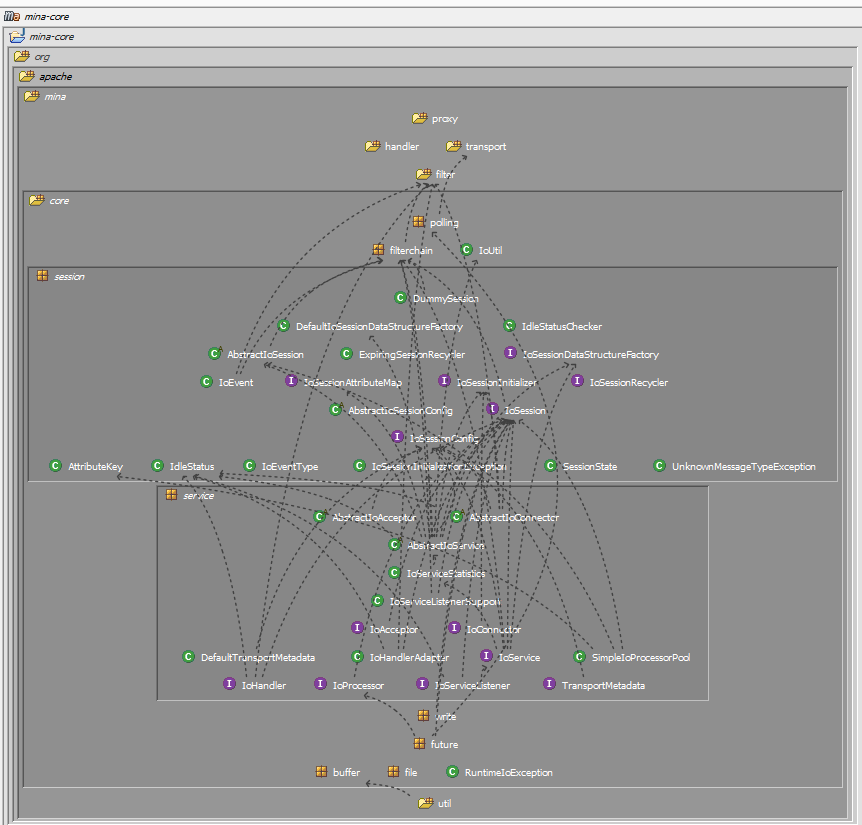 mina-core
mina-core
org
apache
mina
proxy
handler transport
filter
core
polling
filterchain IoUtil
session
DummySession
DefaultIoSessionDataStructureFactory IdleStatusChecker
AbstractIoSession ExpiringSessionRecycler IoSessionDataStructureFactory
IoEvent IoSessionAttributeMap IoSessionInitializer IoSessionRecycler
AbstractIoSessionConfig IoSession
IoSessionConfig
AttributeKey IdleStatus IoEventType IoSessionInitializationException SessionState UnknownMessageTypeException
service
AbstractIoAcceptor AbstractIoConnector
AbstractIoService
IoServiceStatistics
IoServiceListenerSupport
IoAcceptor IoConnector
DefaultTransportMetadata IoHandlerAdapter IoService SimpleIoProcessorPool
IoHandler IoProcessor IoServiceListener TransportMetadata
write
future
buffer file RuntimeIoException
util